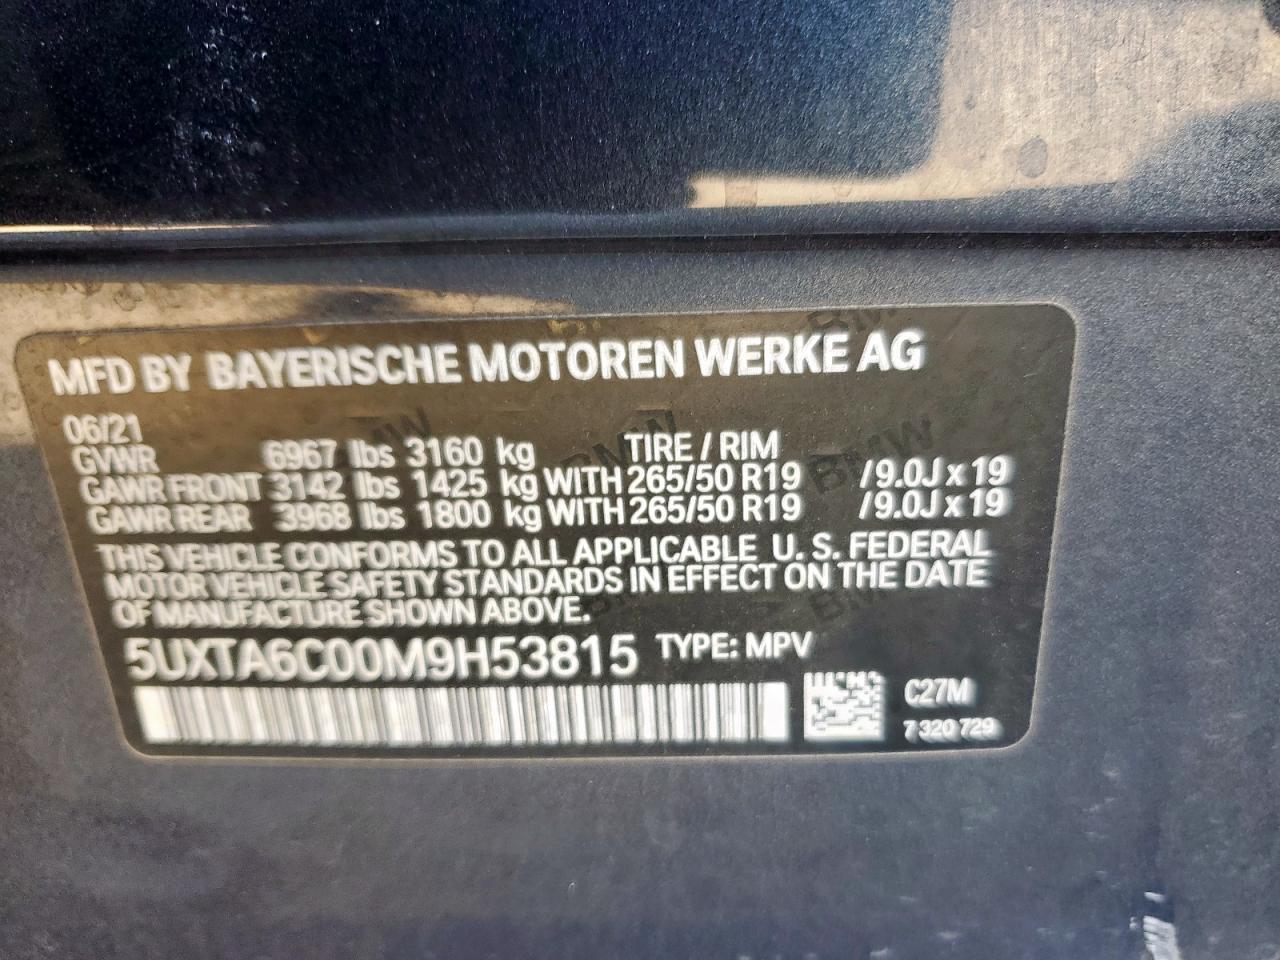 MFD BY BAYERISCHE MOTOREN WERKE AG
06/21
GVWR 6967 lbs 3160 kg TIRE / RIM
GAWR FRONT 3142 lbs 1425 kg WITH 265/50 R19 /9.0J x 19
GAWR REAR 3968 lbs 1800 kg WITH 265/50 R19 /9.0J x 19
THIS VEHICLE CONFORMS TO ALL APPLICABLE U. S. FEDERAL
MOTOR VEHICLE SAFETY STANDARDS IN EFFECT ON THE DATE
OF MANUFACTURE SHOWN ABOVE.
5UXTA6C00M9H53815 TYPE: MPV
C27M
7 320 729